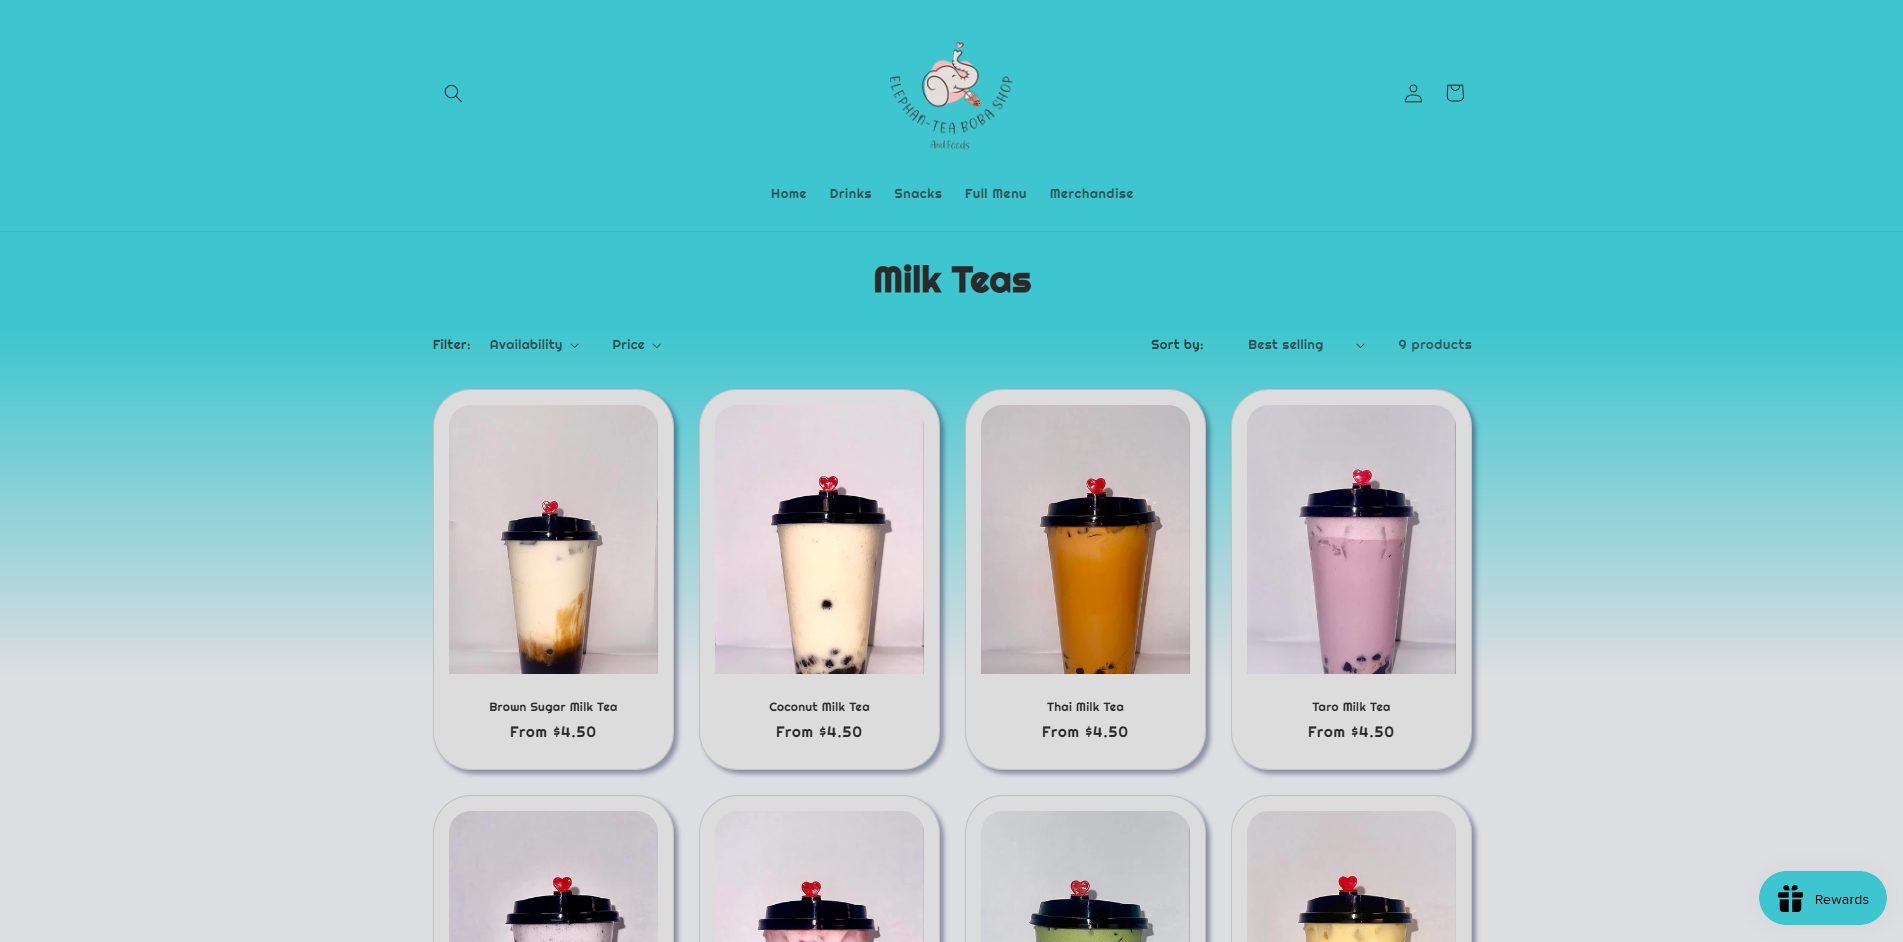 ELEPHAN-TEA BOBA SHOP
And Foods
Home Drinks Snacks Full Menu Merchandise
Milk Teas
Filter: Availability Price Sort by: Best selling 9 products
Brown Sugar Milk Tea
From $4.50
Coconut Milk Tea
From $4.50
Thai Milk Tea
From $4.50
Taro Milk Tea
From $4.50
Rewards